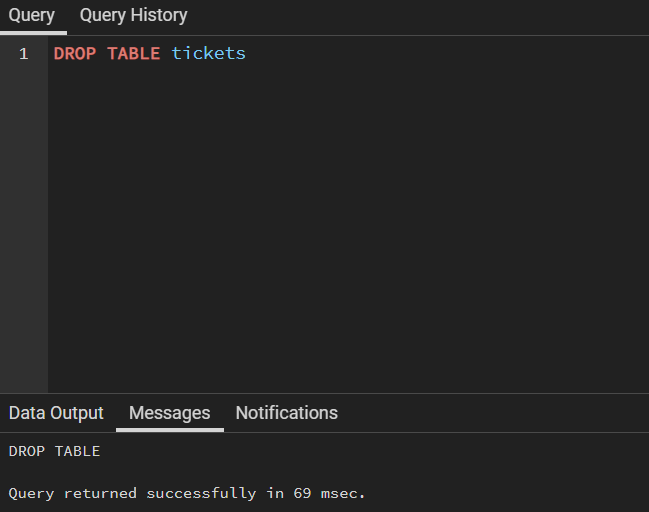 Query Query History
1 DROP TABLE tickets
Data Output Messages Notifications
DROP TABLE
Query returned successfully in 69 msec.